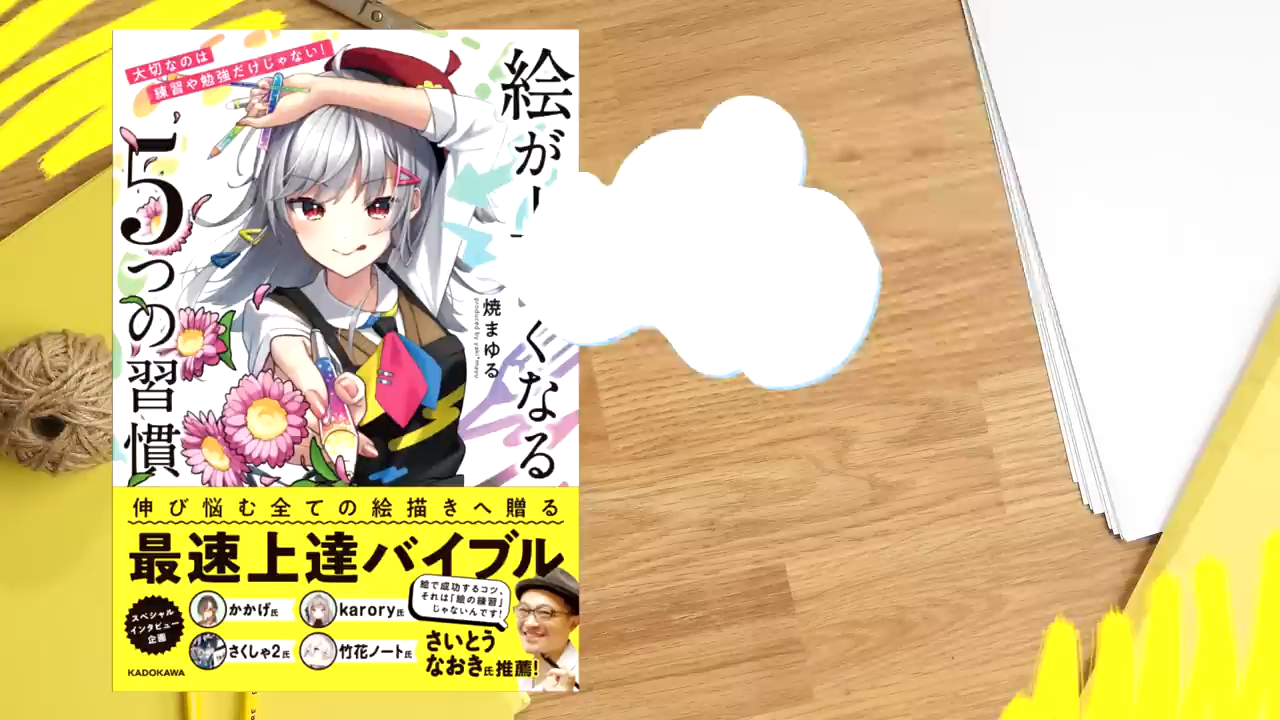 大切なのは
練習や勉強だけじゃない!
絵が
くなる
5つの習慣
焼まゆる
伸び悩む全ての絵描きへ贈る
最速上達バイブル
スペシャル
インタビュー
企画
かかげ氏
karory氏
さくしゃ2氏
竹花ノート氏
絵で成功するコツ、
それは「絵の練習」
じゃないんです!
さいとう
なおき氏推薦!
KADOKAWA